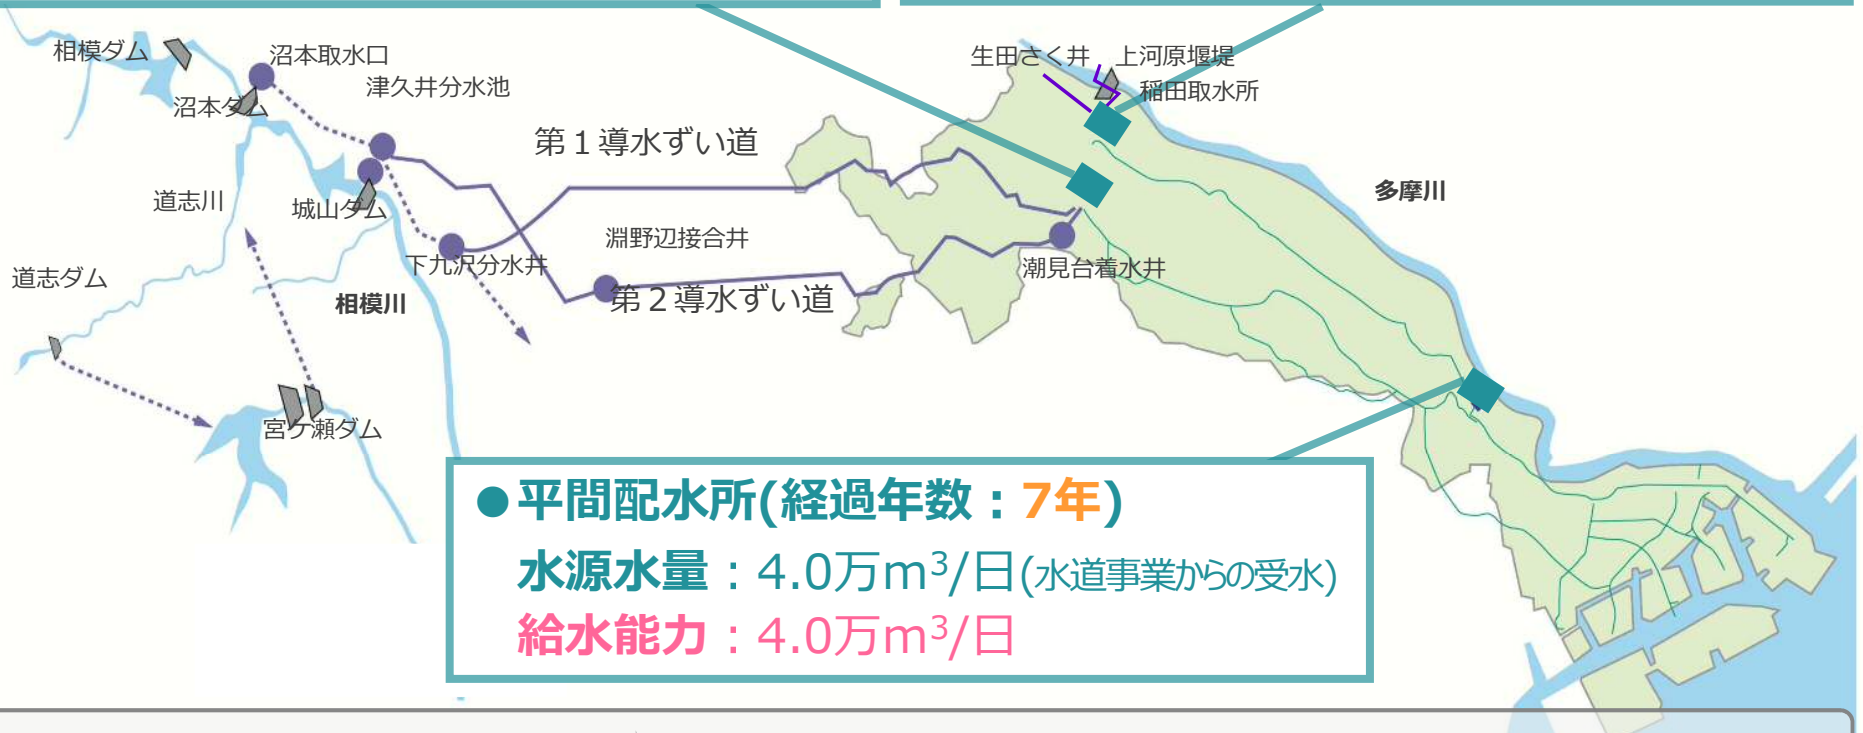 相模ダム
沼本取水口
生田さく井
上河原堰堤
津久井分水池
稲田取水所
沼本ダム
第１導水ずい道
多摩川
道志川
城山ダム
淵野辺接合井
下九沢分水井
潮見台着水井
道志ダム
相模川
第２導水ずい道
宮ケ瀬ダム
●平間配水所(経過年数：7年)
水源水量：4.0万m³/日(水道事業からの受水)
給水能力：4.0万m³/日